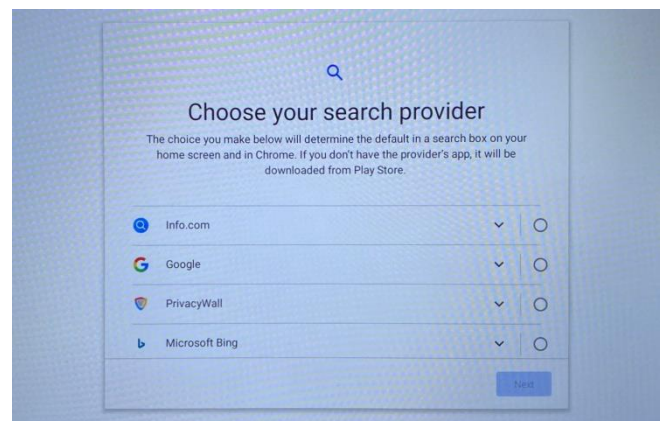 Choose your search provider
The choice you make below will determine the default in a search box on your
home screen and in Chrome. If you don't have the provider's app, it will be
downloaded from Play Store.
Info.com
Google
PrivacyWall
Microsoft Bing
Next